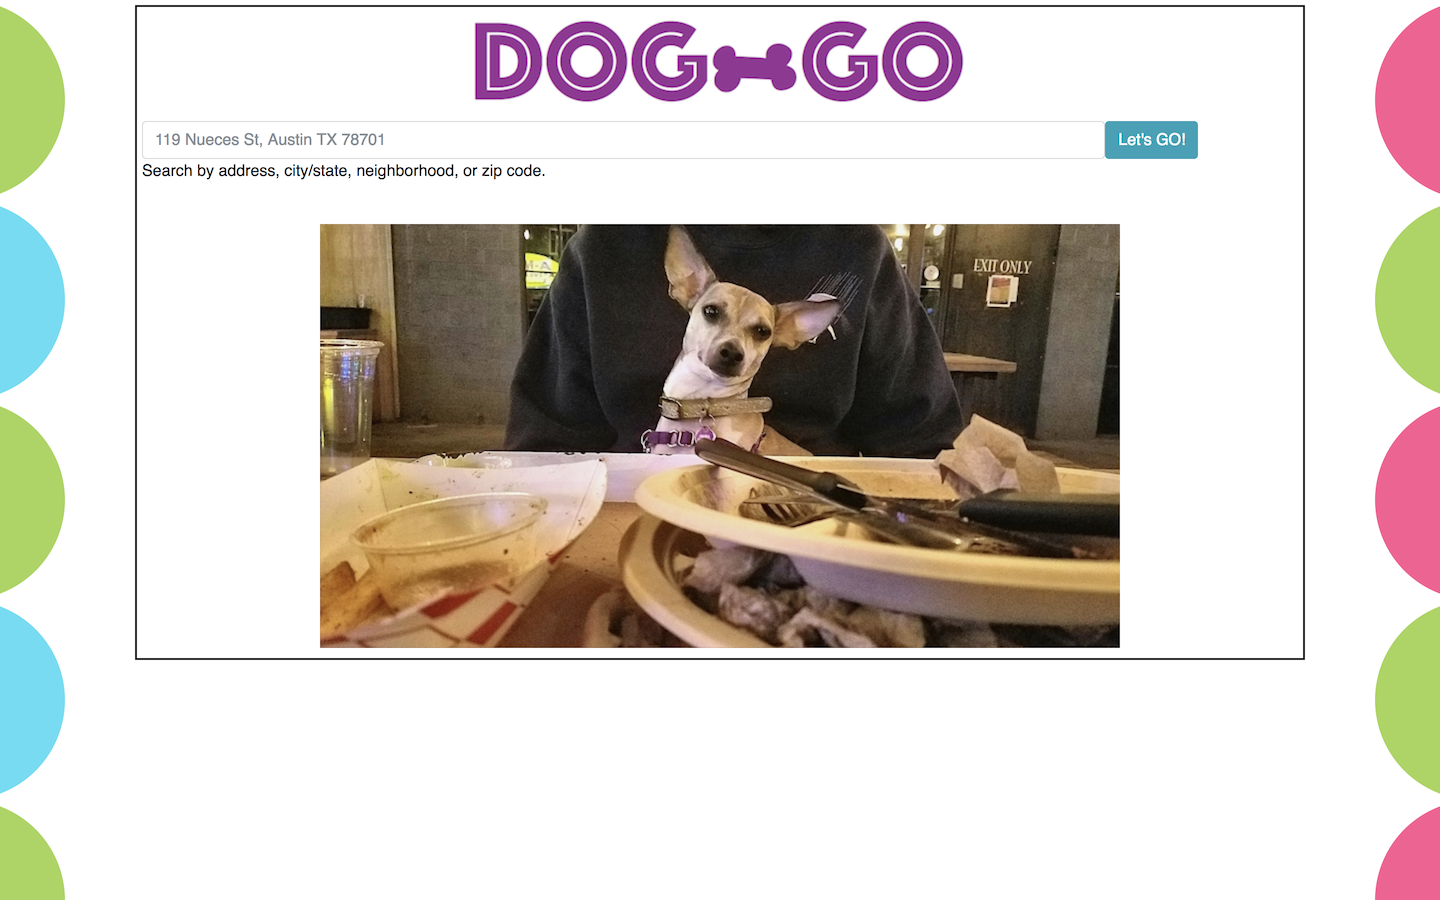 DOG GO
119 Nueces St, Austin TX 78701
Let's GO!
Search by address, city/state, neighborhood, or zip code.
EXIT ONLY